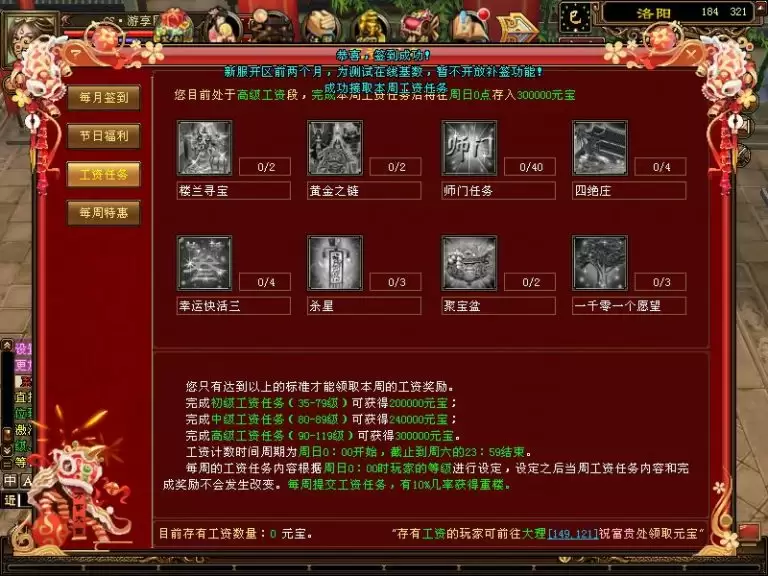 游享
洛阳 184 321
恭喜，签到成功！
新服开区前两个月，为测试在线基数，暂不开放补签功能！
成功接取本周工资任务
您目前处于高级工资段，完成本周工资任务后将在周日0点存入300000元宝
每月签到
节日福利
工资任务
每周特惠
师门
0/2 0/2 0/40 0/4
楼兰寻宝 黄金之链 师门任务 四绝庄
0/4 0/3 0/2 0/3
幸运快活三 杀星 聚宝盆 一千零一个愿望
您只有达到以上的标准才能领取本周的工资奖励。
完成初级工资任务（35-79级）可获得200000元宝；
完成中级工资任务（80-89级）可获得240000元宝；
完成高级工资任务（90-119级）可获得300000元宝。
工资计数时间周期为周日0：00开始，截止到周六的23：59结束。
每周的工资任务内容根据周日0：00时玩家的等级进行设定，设定之后当周工资任务内容和完
成奖励不会发生改变。每周提交工资任务，有10%几率获得重楼。
目前存有工资数量：0 元宝。
“存有工资的玩家可前往大理[149,121]祝富贵处领取元宝”
甲 A
近